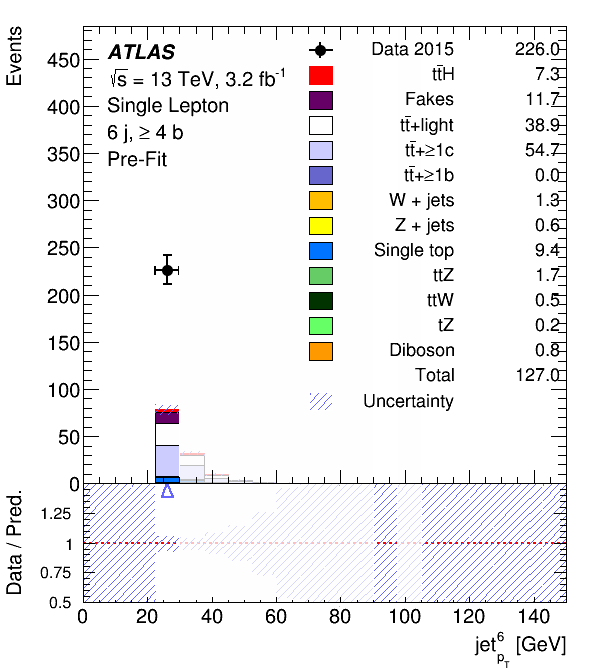 Events
450
400
350
300
250
200
150
100
50
0
ATLAS
√s = 13 TeV, 3.2 fb⁻¹
Single Lepton
6 j, ≥ 4 b
Pre-Fit
Data 2015 226.0
tt̄H 7.3
Fakes 11.7
tt̄+light 38.9
tt̄+≥1c 54.7
tt̄+≥1b 0.0
W + jets 1.3
Z + jets 0.6
Single top 9.4
ttZ 1.7
ttW 0.5
tZ 0.2
Diboson 0.8
Total 127.0
Uncertainty
Data / Pred.
1.25
1
0.75
0.5
0 20 40 60 80 100 120 140
jet⁶ pT [GeV]